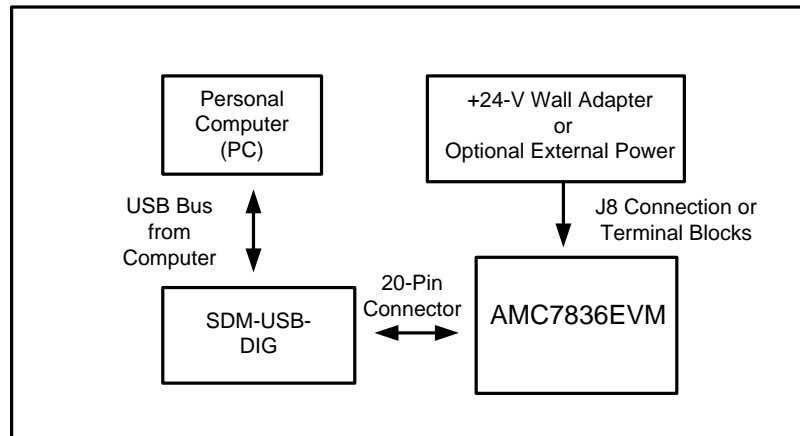 Personal
Computer
(PC)
+24-V Wall Adapter
or
Optional External Power
USB Bus
from
Computer
J8 Connection or
Terminal Blocks
20-Pin
Connector
SDM-USB-
DIG
AMC7836EVM